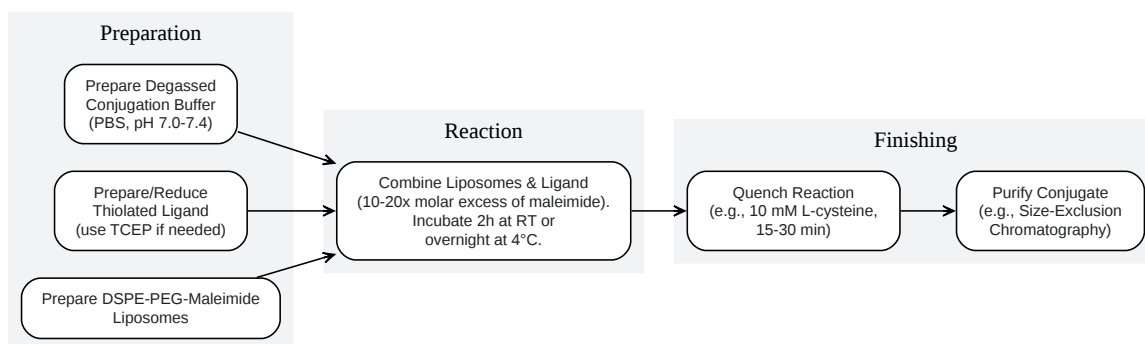 Preparation
Prepare Degassed
Conjugation Buffer
(PBS, pH 7.0-7.4)
Prepare/Reduce
Thiolated Ligand
(use TCEP if needed)
Prepare DSPE-PEG-Maleimide
Liposomes
Reaction
Combine Liposomes & Ligand
(10-20x molar excess of maleimide).
Incubate 2h at RT or
overnight at 4°C.
Finishing
Quench Reaction
(e.g., 10 mM L-cysteine,
15-30 min)
Purify Conjugate
(e.g., Size-Exclusion
Chromatography)